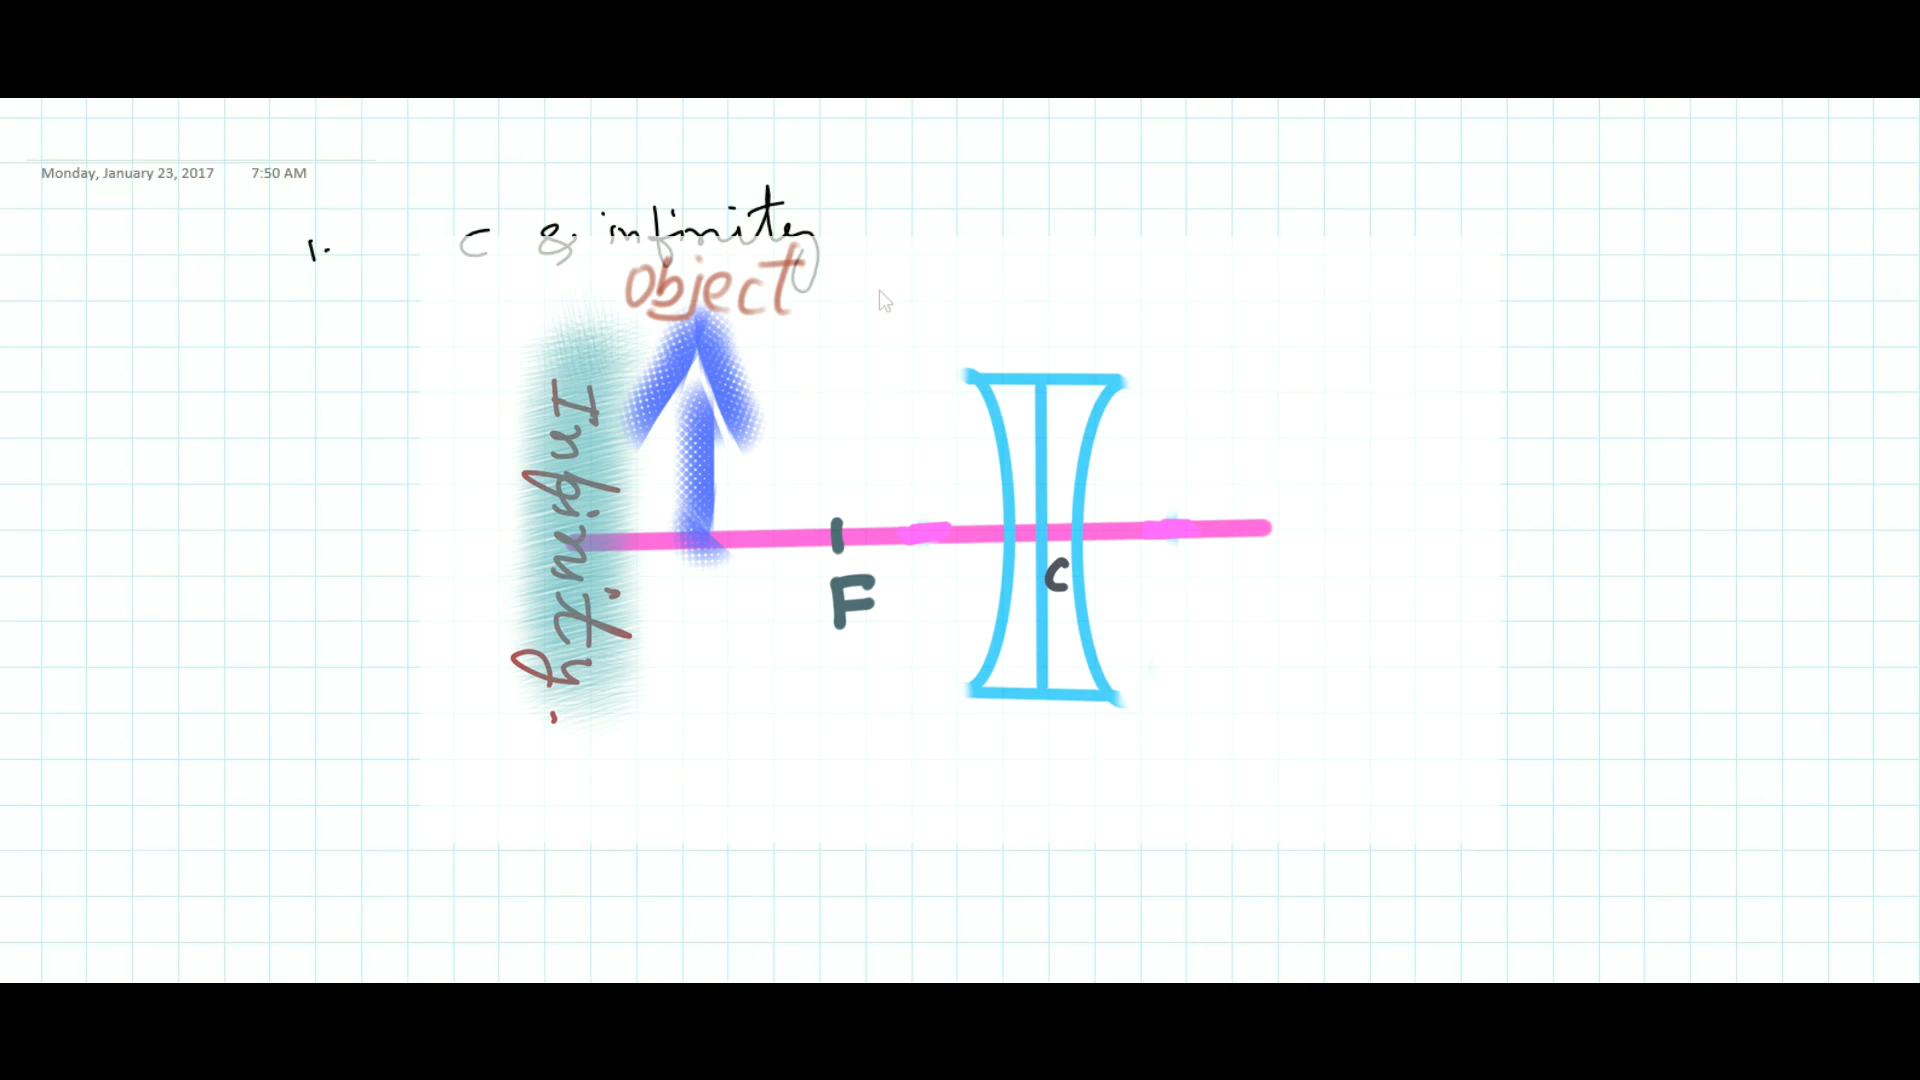 Monday, January 23, 2017 7:50 AM
1. C & infinity
object
Infinity.
F
C